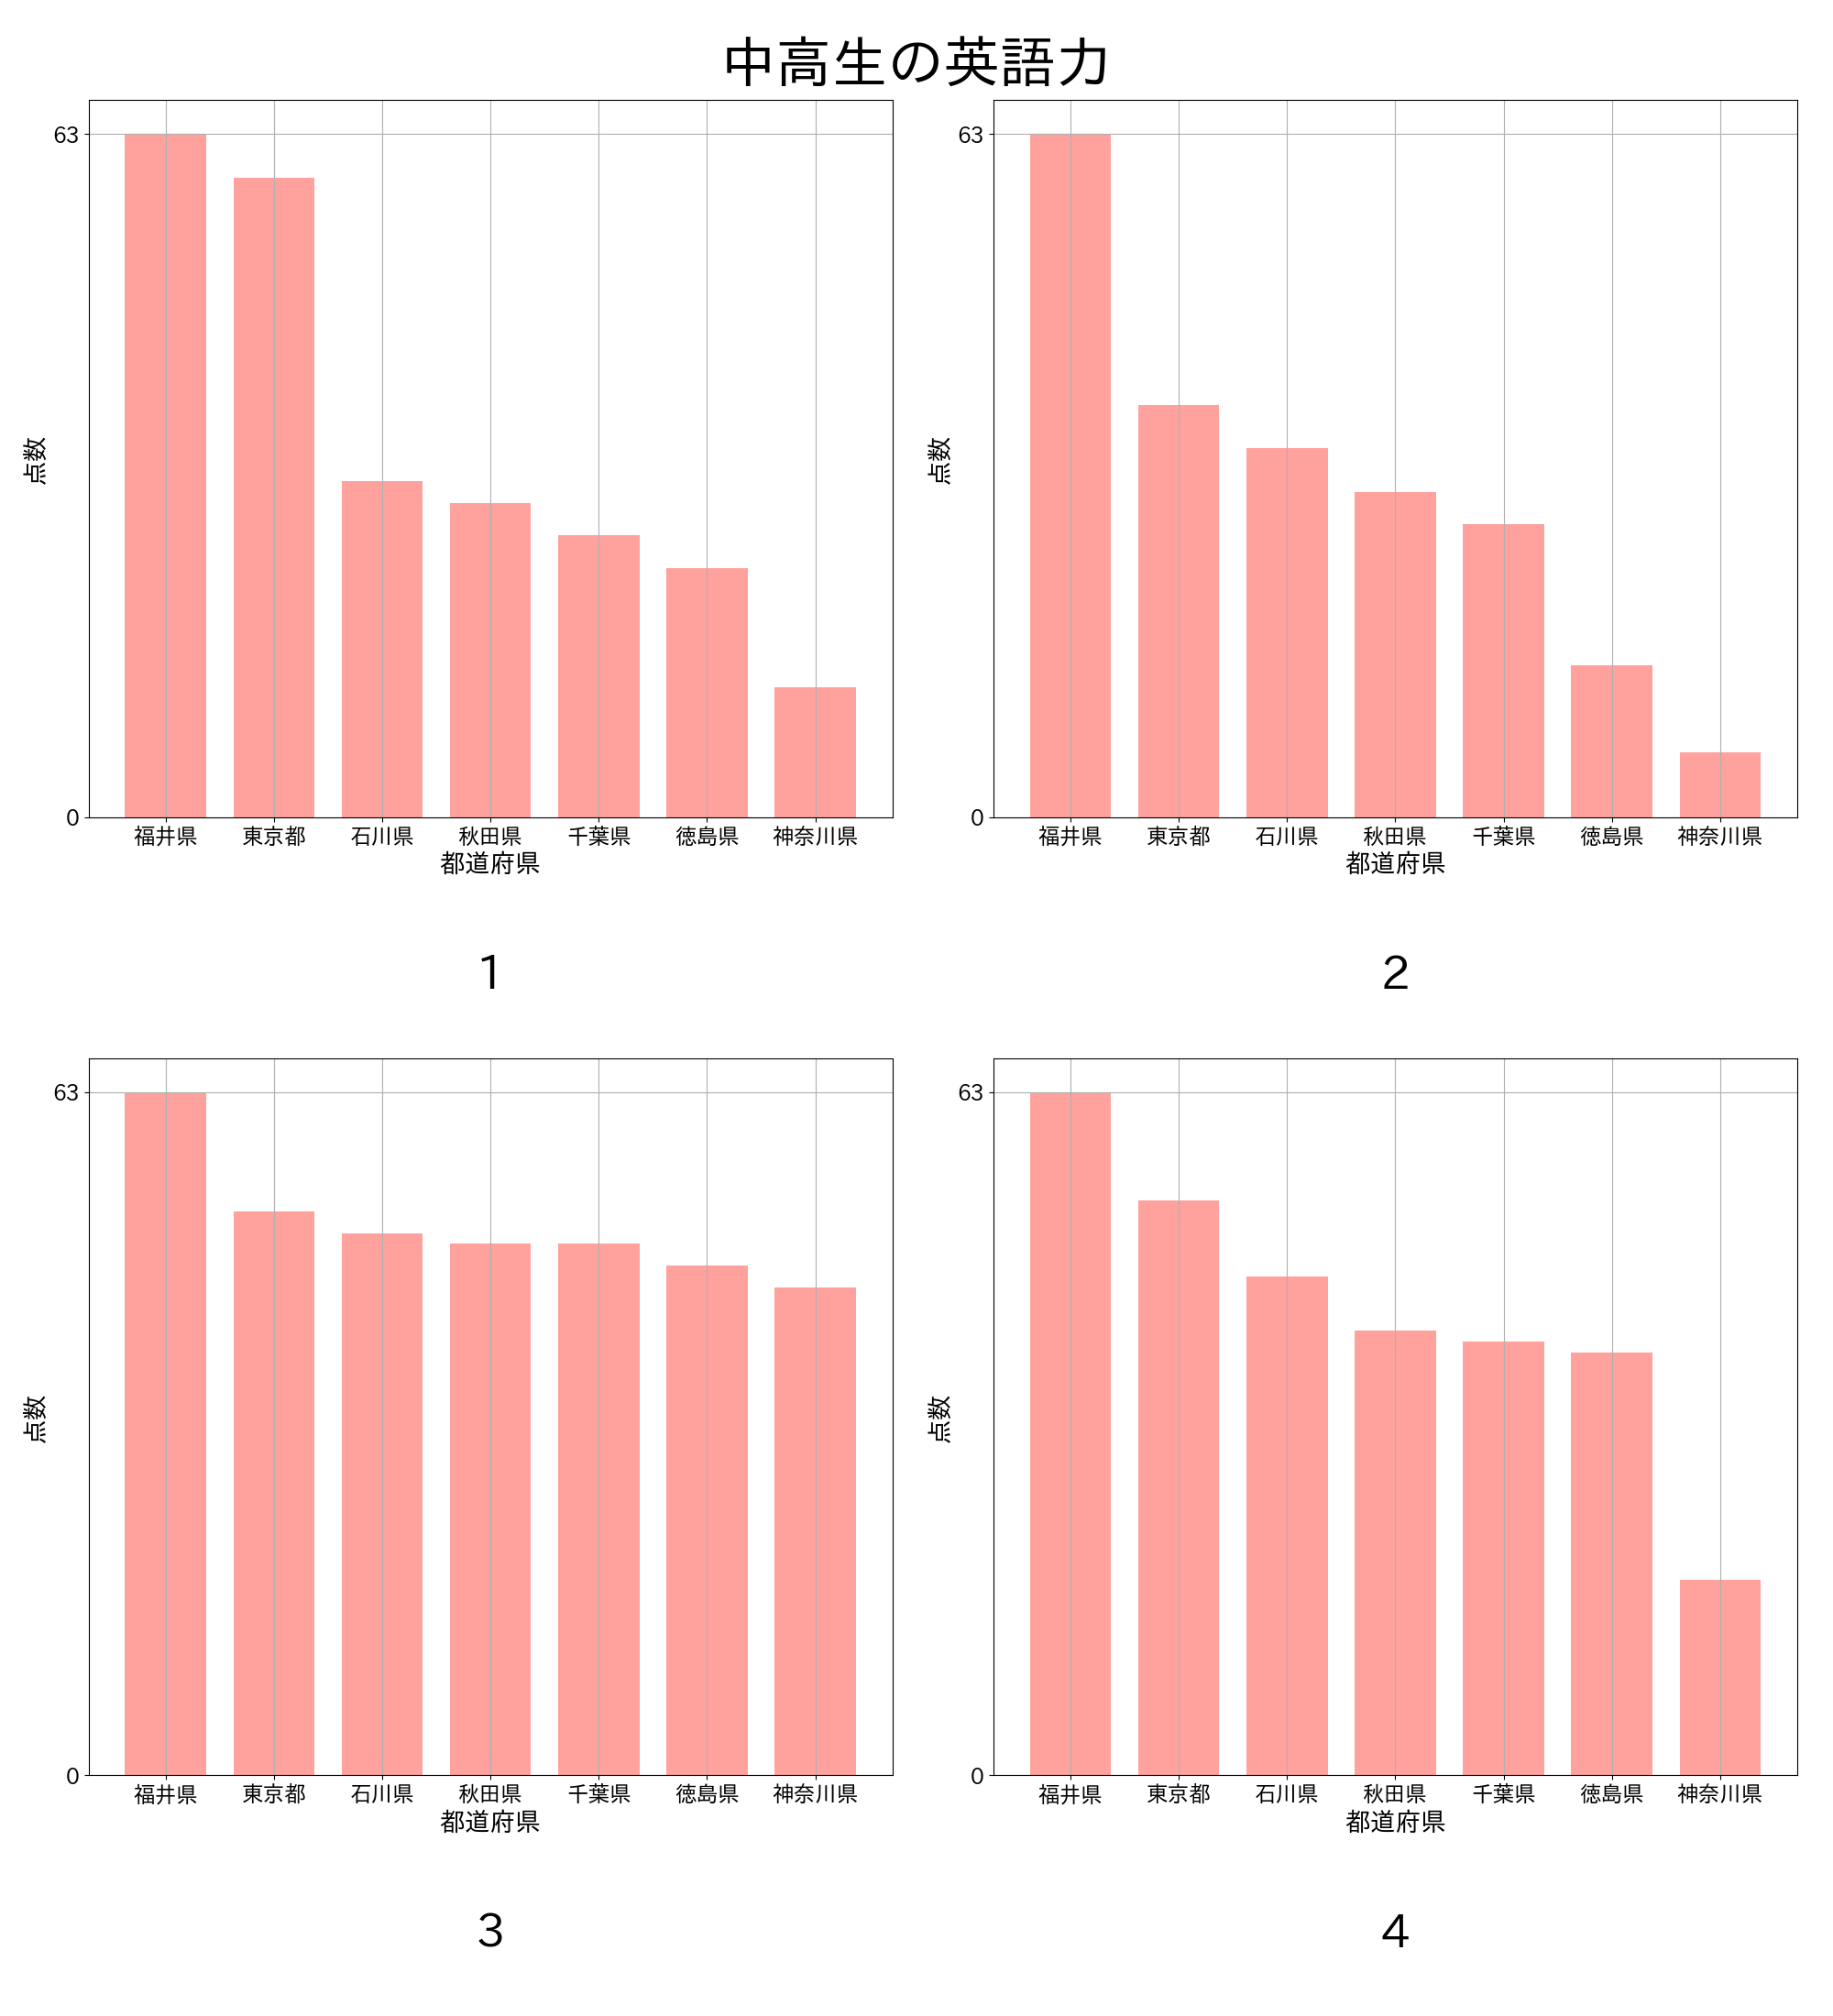 中高生の英語力
63
0
点数
福井県 東京都 石川県 秋田県 千葉県 徳島県 神奈川県
都道府県
1
63
0
点数
福井県 東京都 石川県 秋田県 千葉県 徳島県 神奈川県
都道府県
2
63
0
点数
福井県 東京都 石川県 秋田県 千葉県 徳島県 神奈川県
都道府県
3
63
0
点数
福井県 東京都 石川県 秋田県 千葉県 徳島県 神奈川県
都道府県
4